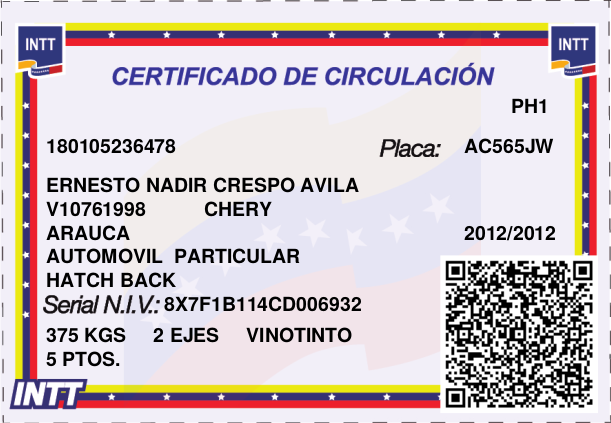 INTT
INTT
CERTIFICADO DE CIRCULACIÓN
PH1
180105236478 Placa: AC565JW
ERNESTO NADIR CRESPO AVILA
V10761998 CHERY
ARAUCA 2012/2012
AUTOMOVIL PARTICULAR
HATCH BACK
Serial N.I.V.: 8X7F1B114CD006932
375 KGS 2 EJES VINOTINTO
5 PTOS.
INTT